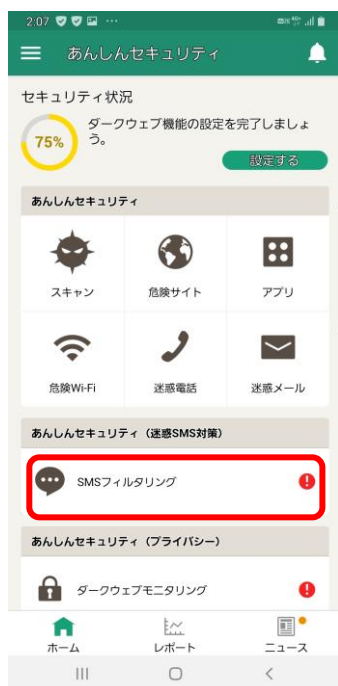 2:07
あんしんセキュリティ
セキュリティ状況
75%
ダークウェブ機能の設定を完了しましょ
う。
設定する
あんしんセキュリティ
スキャン 危険サイト アプリ
危険Wi-Fi 迷惑電話 迷惑メール
あんしんセキュリティ（迷惑SMS対策）
SMSフィルタリング
あんしんセキュリティ（プライバシー）
ダークウェブモニタリング
ホーム レポート ニュース